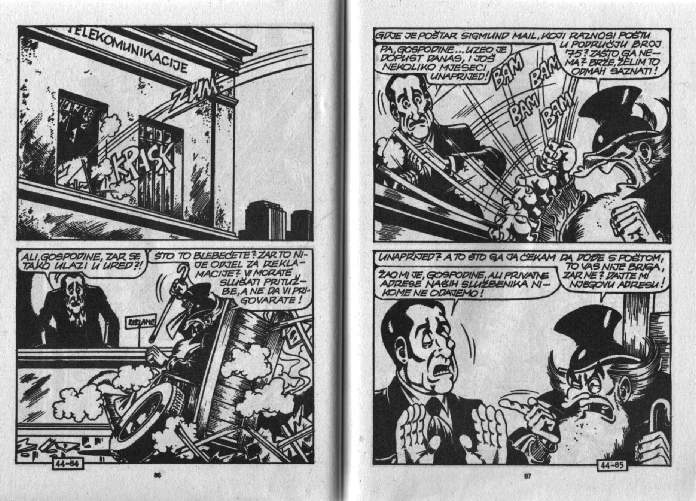 TELEKOMUNIKACIJE
ZUM
KRASK
ALI, GOSPODINE, ZAR SE
TAKO ULAZI U URED?!
ŠTO TO BLEBEĆETE? ZAR TO NI-
JE ODJEL ZA REKLA-
MACIJE? VI MORATE
SLUŠATI PRITUŽ-
BE, A NE DA VI PRI-
GOVARATE!
44-84
86
GDJE JE POŠTAR SIGMUND MAIL, KOJI RAZNOSI POŠTU
U PODRUČJU BROJ
75? ZAŠTO GA NE-
MA? BRŽE, ŽELIM TO
ODMAH SAZNATI!
PA, GOSPODINE... UZEO JE
DOPUST DANAS, I JOŠ
NEKOLIKO MJESECI
UNAPRIJED!
BAM
BAM
BAM
BAM
UNAPRIJED? A TO ŠTO GA JA ČEKAM DA DOĐE S POŠTOM,
TO VAS NIJE BRIGA,
ZAR NE? DAJTE MI
NJEGOVU ADRESU!
ŽAO MI JE, GOSPODINE, ALI PRIVATNE
ADRESE NAŠIH SLUŽBENIKA NI-
KOME NE ODAJEMO!
87
44-85